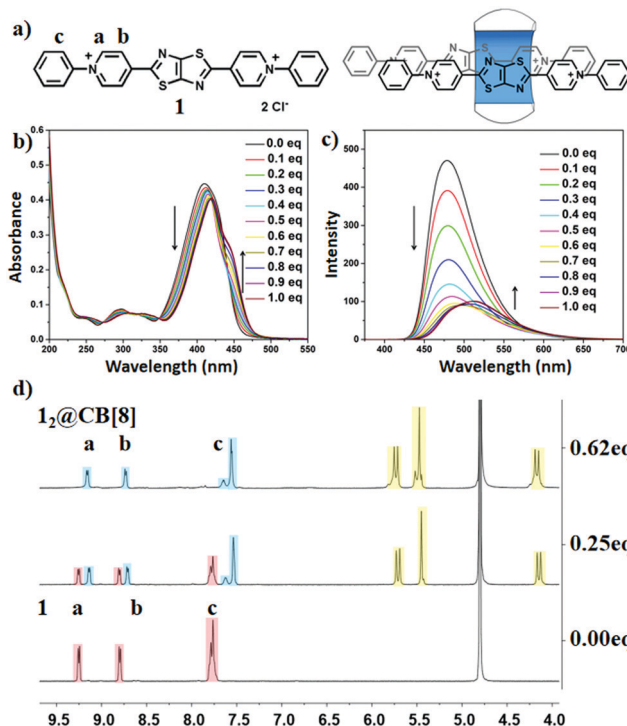 a)
c a b
S N
N S
N+ N+
1
2 Cl-
b)
Absorbance
0.6
0.5
0.4
0.3
0.2
0.1
0.0
0.0 eq
0.1 eq
0.2 eq
0.3 eq
0.4 eq
0.5 eq
0.6 eq
0.7 eq
0.8 eq
0.9 eq
1.0 eq
200 250 300 350 400 450 500 550
Wavelength (nm)
c)
Intensity
500
400
300
200
100
0
0.0 eq
0.1 eq
0.2 eq
0.3 eq
0.4 eq
0.5 eq
0.6 eq
0.7 eq
0.8 eq
0.9 eq
1.0 eq
400 450 500 550 600 650 700
Wavelength (nm)
d)
1₂@CB[8]
a b c
0.62eq
0.25eq
1 a b c
0.00eq
9.5 9.0 8.5 8.0 7.5 7.0 6.5 6.0 5.5 5.0 4.5 4.0